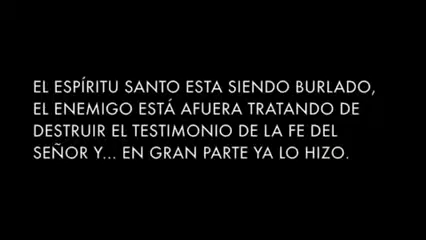 EL ESPÍRITU SANTO ESTA SIENDO BURLADO,
EL ENEMIGO ESTÁ AFUERA TRATANDO DE
DESTRUIR EL TESTIMONIO DE LA FE DEL
SEÑOR Y... EN GRAN PARTE YA LO HIZO.